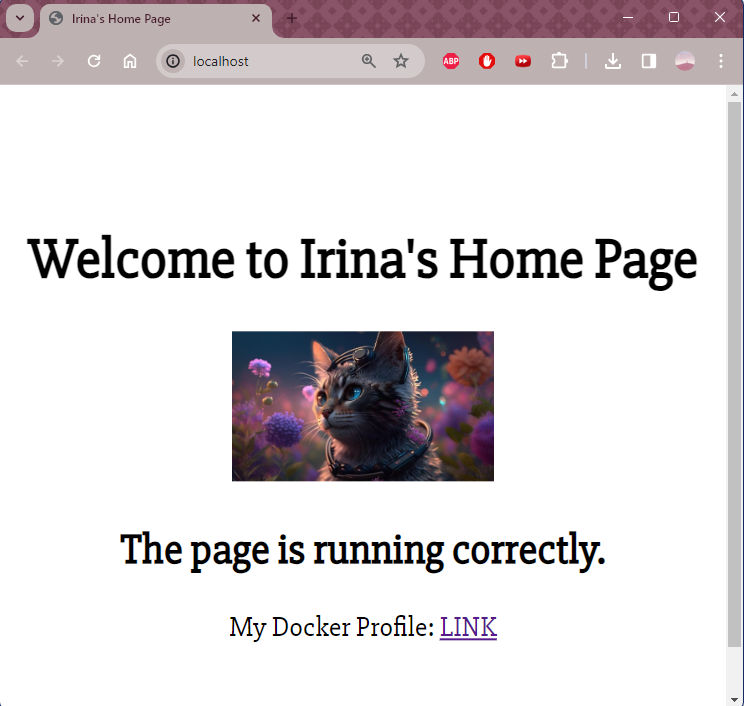 Irina's Home Page
localhost
ABP
Welcome to Irina's Home Page
The page is running correctly.
My Docker Profile: LINK